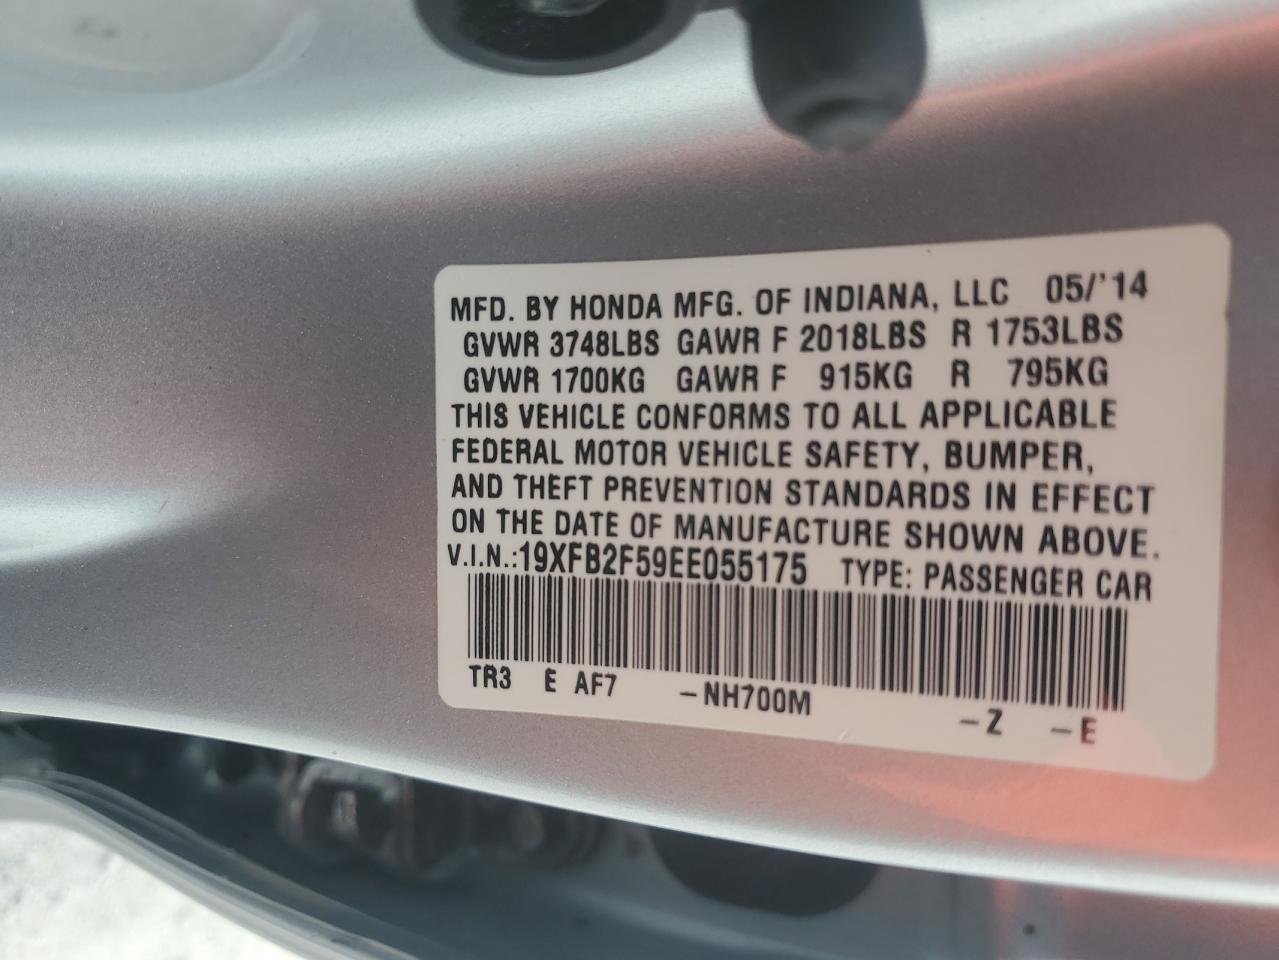 MFD. BY HONDA MFG. OF INDIANA, LLC 05/'14
GVWR 3748LBS GAWR F 2018LBS R 1753LBS
GVWR 1700KG GAWR F 915KG R 795KG
THIS VEHICLE CONFORMS TO ALL APPLICABLE
FEDERAL MOTOR VEHICLE SAFETY, BUMPER,
AND THEFT PREVENTION STANDARDS IN EFFECT
ON THE DATE OF MANUFACTURE SHOWN ABOVE.
V.I.N.:19XFB2F59EE055175 TYPE: PASSENGER CAR
TR3 E AF7 -NH700M -Z -E